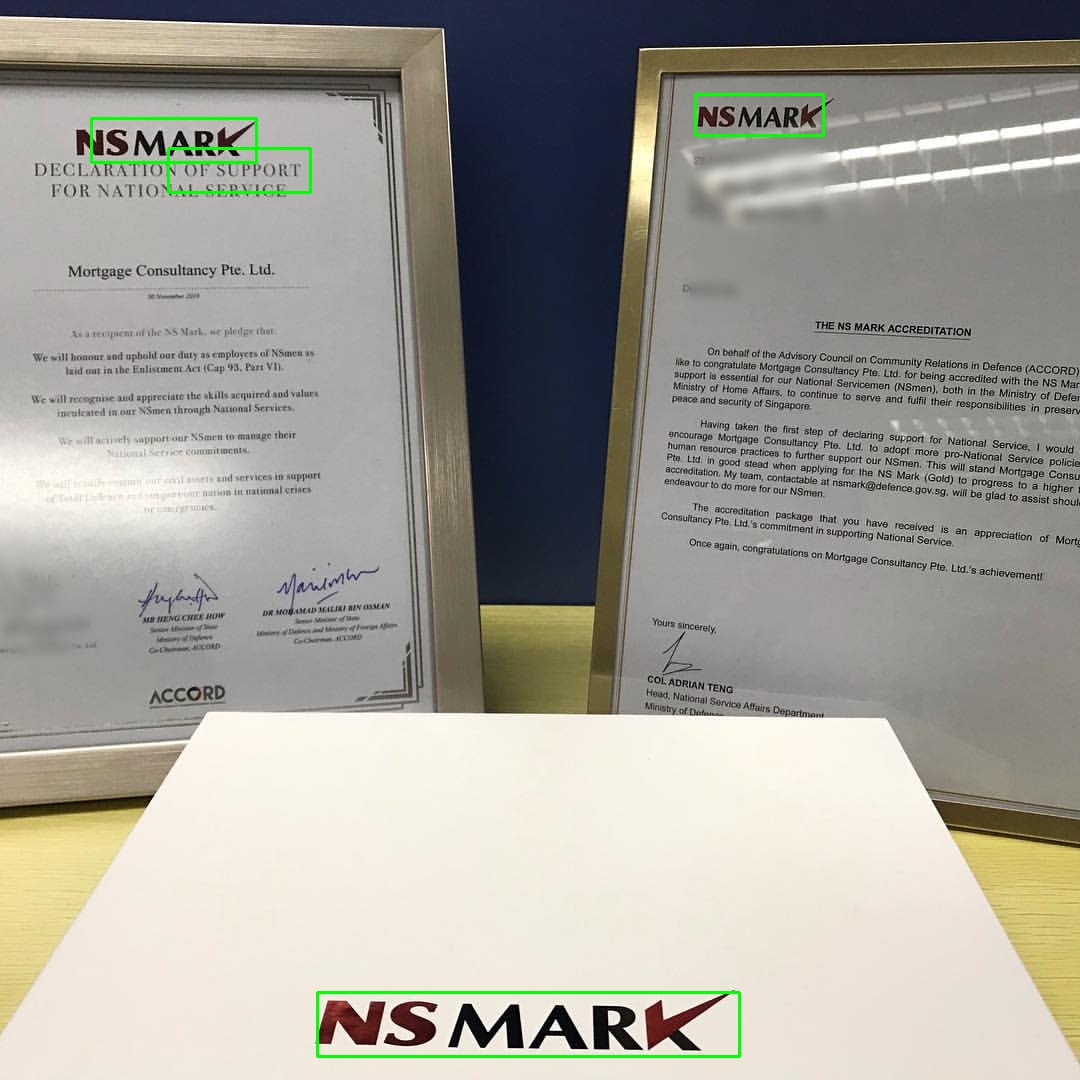 NS MARK
DECLARATION OF SUPPORT
FOR NATIONAL SERVICE
Mortgage Consultancy Pte. Ltd.
30 November 2019
As a recipient of the NS Mark, we pledge that:
We will honour and uphold our duty as employers of NSmen as
laid out in the Enlistment Act (Cap 93, Part VI).
We will recognise and appreciate the skills acquired and values
inculcated in our NSmen through National Services.
We will actively support our NSmen to manage their
National Service commitments.
We will readily our civil assets and services in support
of Total Defence and support our nation in national crises
or emergencies.
MR HENG CHEE HOW
Senior Minister of State
Ministry of Defence
Co-Chairman, ACCORD
DR MOHAMAD MALIKI BIN OSMAN
Senior Minister of State
Ministry of Defence and Ministry of Foreign Affairs
Co-Chairman, ACCORD
ACCORD
NS MARK
THE NS MARK ACCREDITATION
On behalf of the Advisory Council on Community Relations in Defence (ACCORD)
like to congratulate Mortgage Consultancy Pte. Ltd. for being accredited with the NS Mar
support is essential for our National Servicemen (NSmen), both in the Ministry of Defen
Ministry of Home Affairs, to continue to serve and fulfil their responsibilities in preserv
peace and security of Singapore.
Having taken the first step of declaring support for National Service, I would
encourage Mortgage Consultancy Pte. Ltd. to adopt more pro-National Service policies
human resource practices to further support our NSmen. This will stand Mortgage Consu
Pte. Ltd. in good stead when applying for the NS Mark (Gold) to progress to a higher
accreditation. My team, contactable at nsmark@defence.gov.sg, will be glad to assist shoul
endeavour to do more for our NSmen.
The accreditation package that you have received is an appreciation of Mortg
Consultancy Pte. Ltd.'s commitment in supporting National Service.
Once again, congratulations on Mortgage Consultancy Pte. Ltd.'s achievement!
Yours sincerely,
COL ADRIAN TENG
Head, National Service Affairs Department
Ministry of Defence
NS MARK